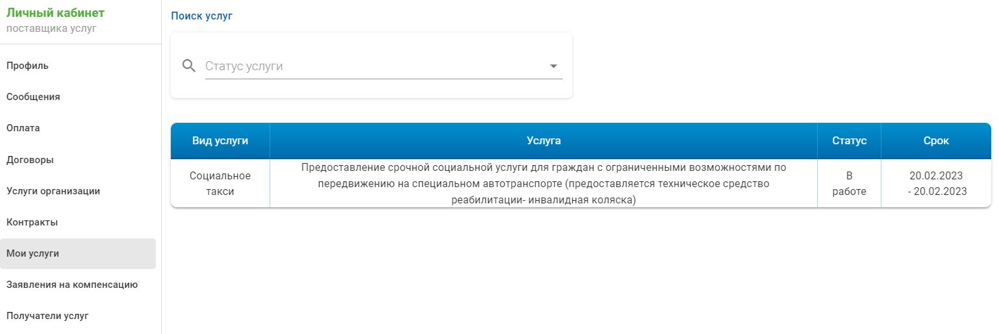 Личный кабинет
поставщика услуг
Профиль
Сообщения
Оплата
Договоры
Услуги организации
Контракты
Мои услуги
Заявления на компенсацию
Получатели услуг
Поиск услуг
Статус услуги
Вид услуги
Услуга
Статус
Срок
Социальное
такси
Предоставление срочной социальной услуги для граждан с ограниченными возможностями по
передвижению на специальном автотранспорте (предоставляется техническое средство
реабилитации- инвалидная коляска)
В
работе
20.02.2023
- 20.02.2023